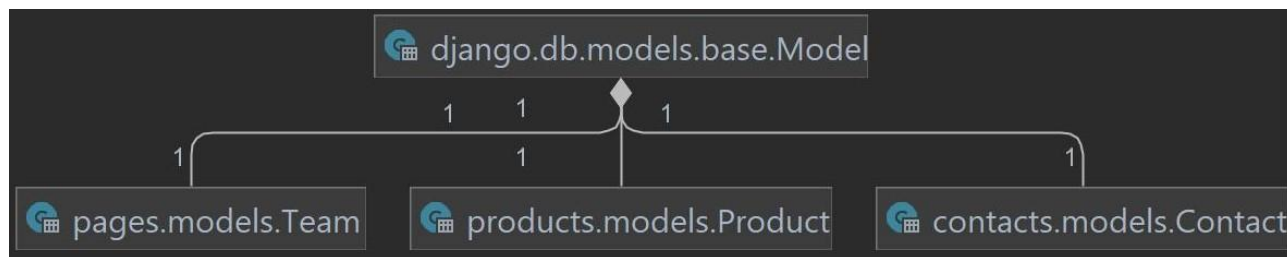 django.db.models.base.Model
1 1 1
1 1 1
pages.models.Team products.models.Product contacts.models.Contact